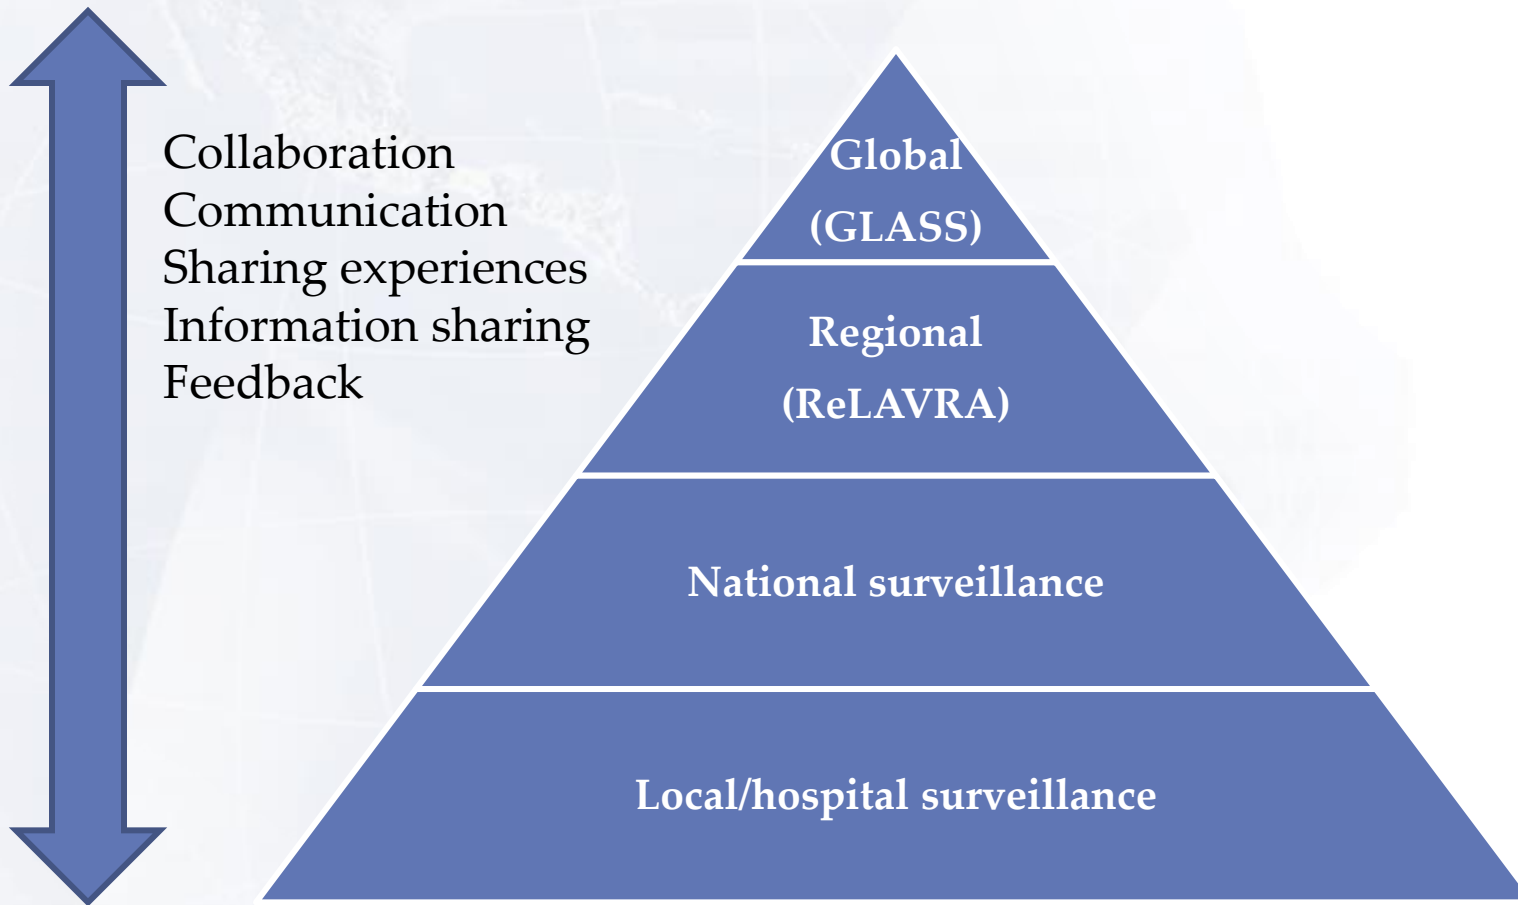 Collaboration
Communication
Sharing experiences
Information sharing
Feedback
Global
(GLASS)
Regional
(ReLAVRA)
National surveillance
Local/hospital surveillance